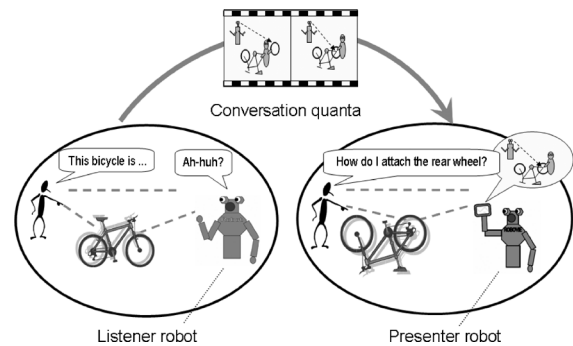 Conversation quanta
This bicycle is ...
Ah-huh?
How do I attach the rear wheel?
Listener robot
Presenter robot